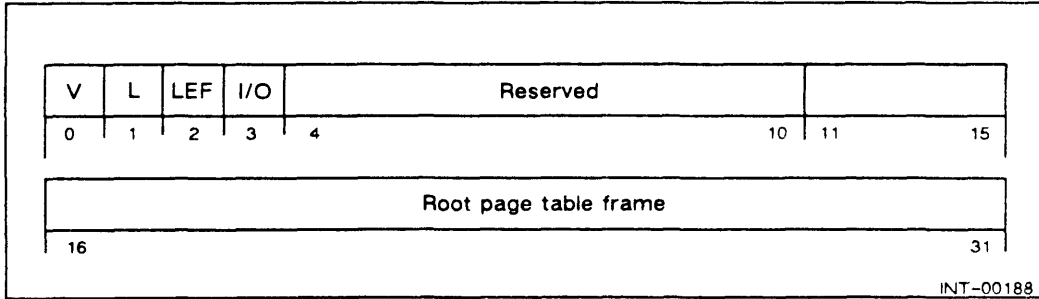 V L LEF I/O Reserved
0 1 2 3 4 10 11 15
Root page table frame
16 31
INT-00188